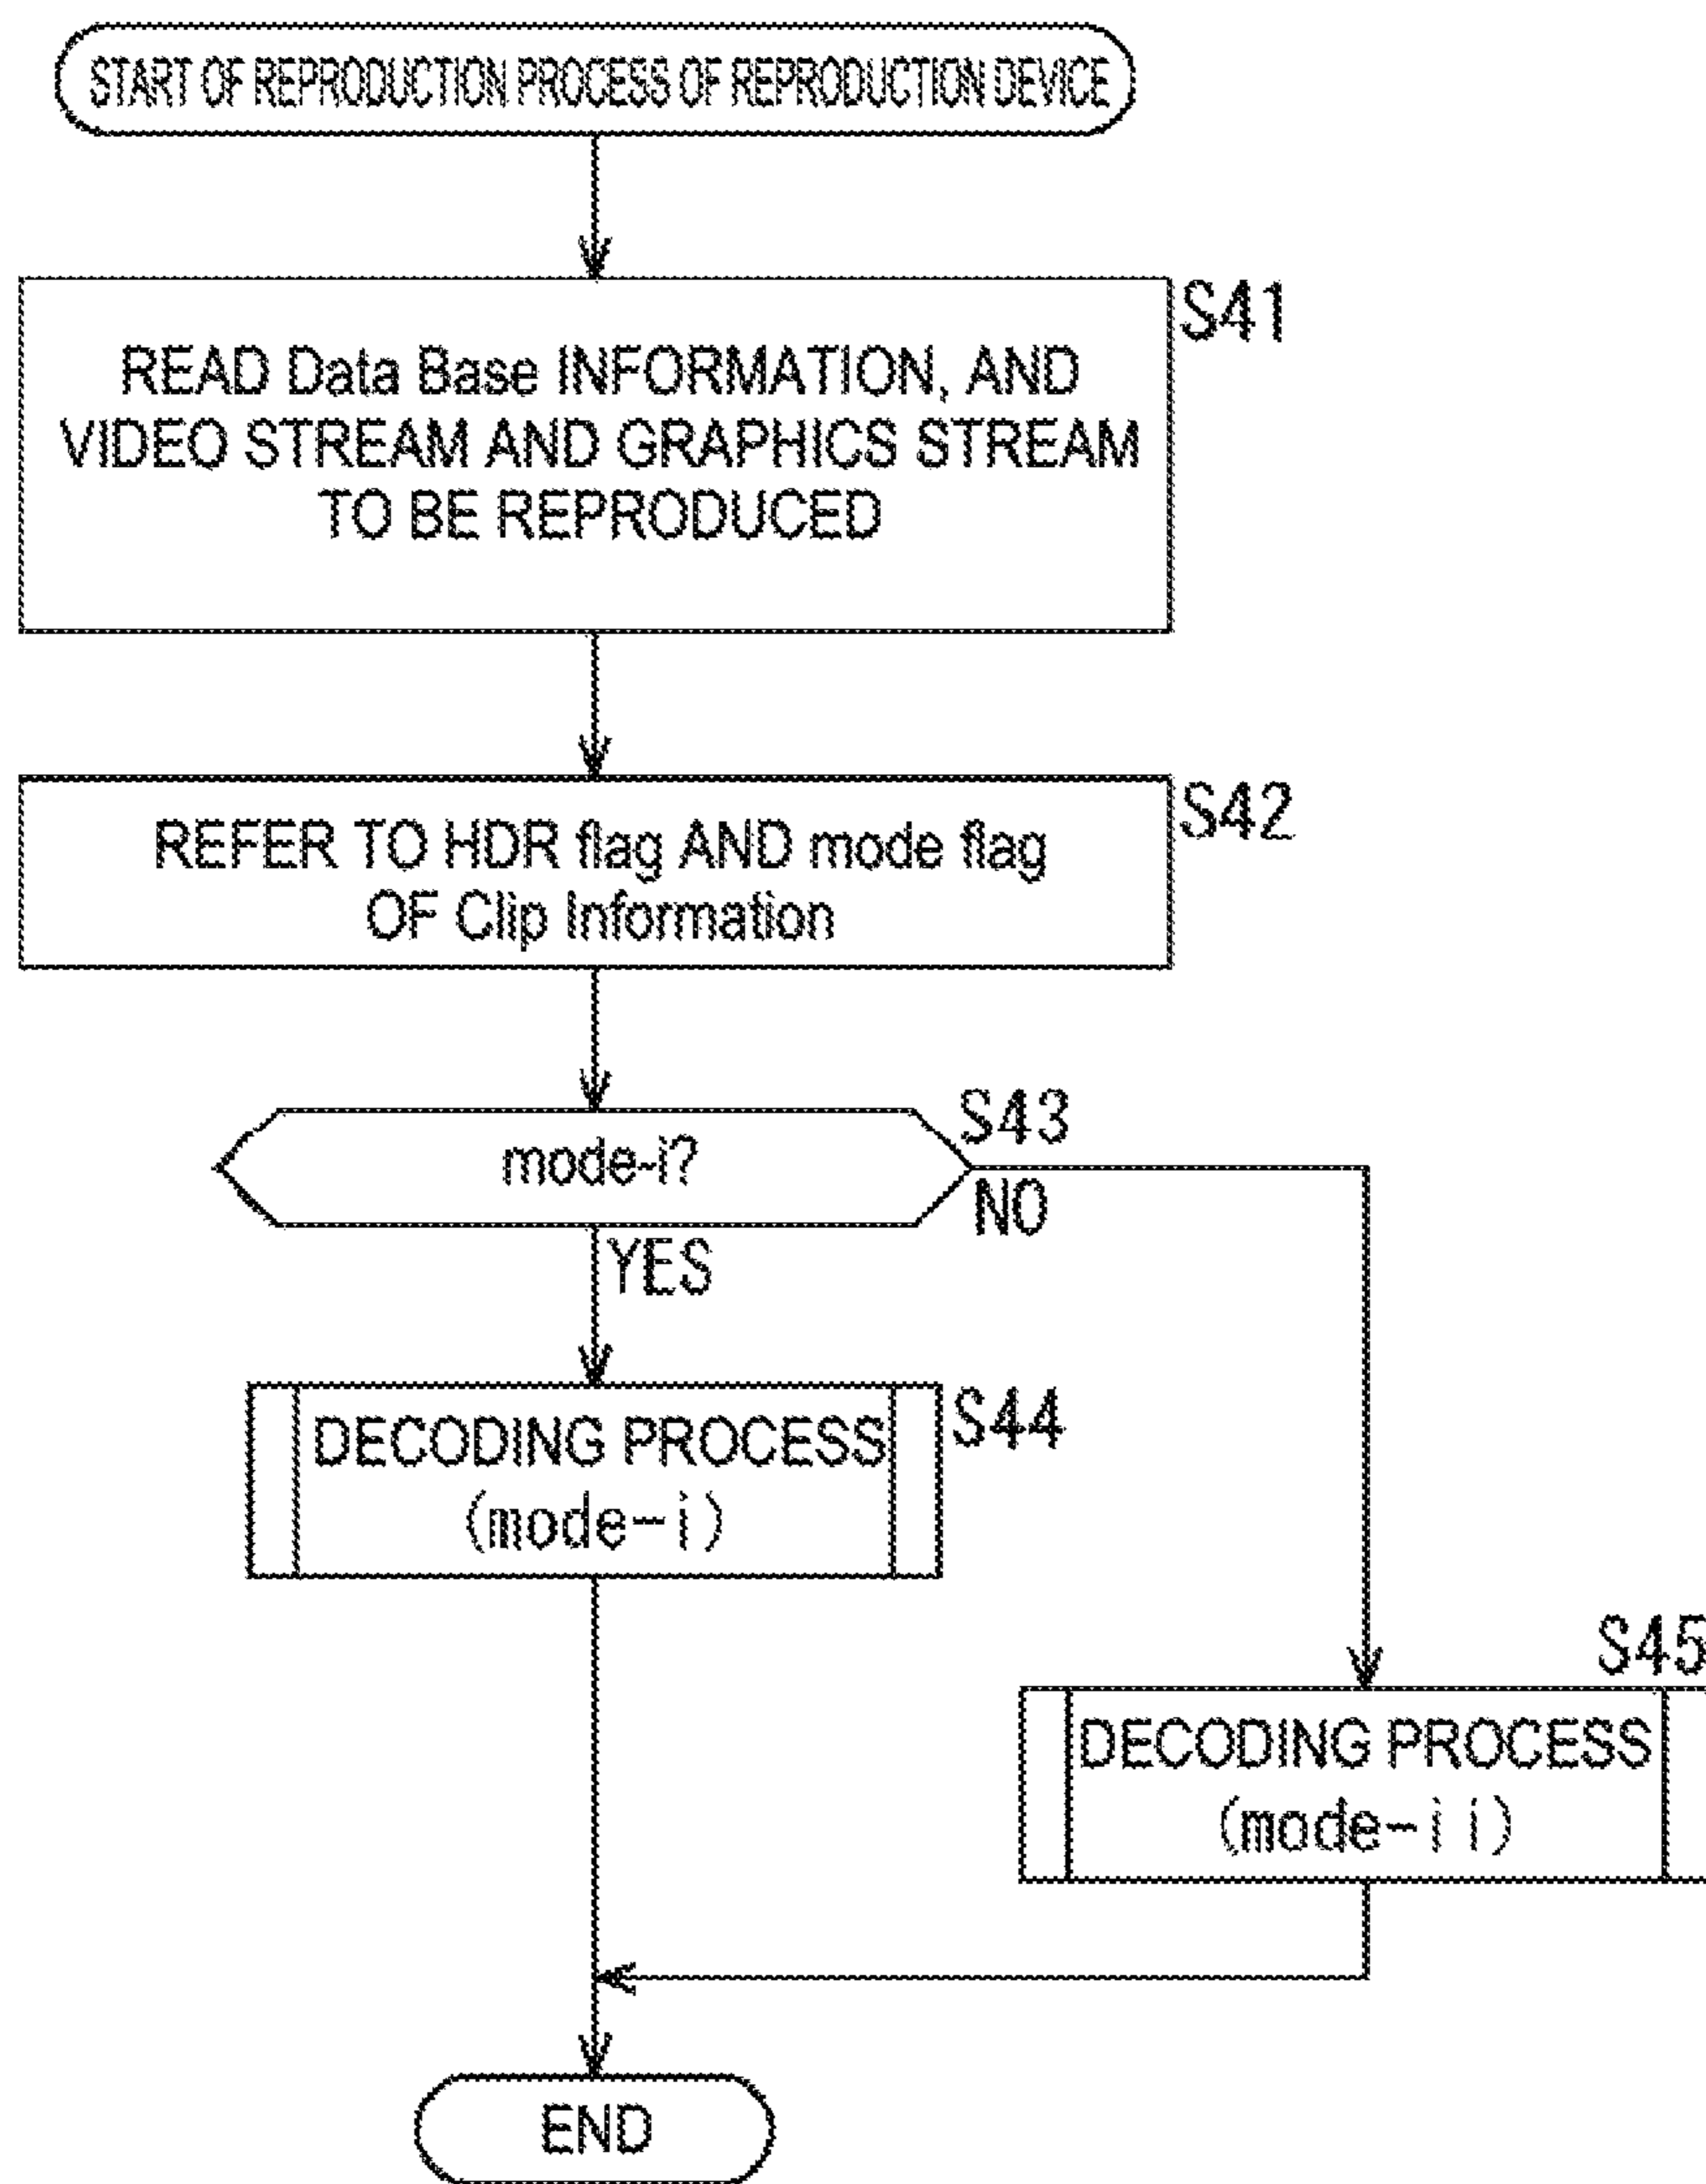 START OF REPRODUCTION PROCESS OF REPRODUCTION DEVICE
S41
READ Data Base INFORMATION, AND
VIDEO STREAM AND GRAPHICS STREAM
TO BE REPRODUCED
S42
REFER TO HDR flag AND mode flag
OF Clip Information
S43
mode-i?
NO
YES
S44
DECODING PROCESS
(mode-i)
S45
DECODING PROCESS
(mode-ii)
END